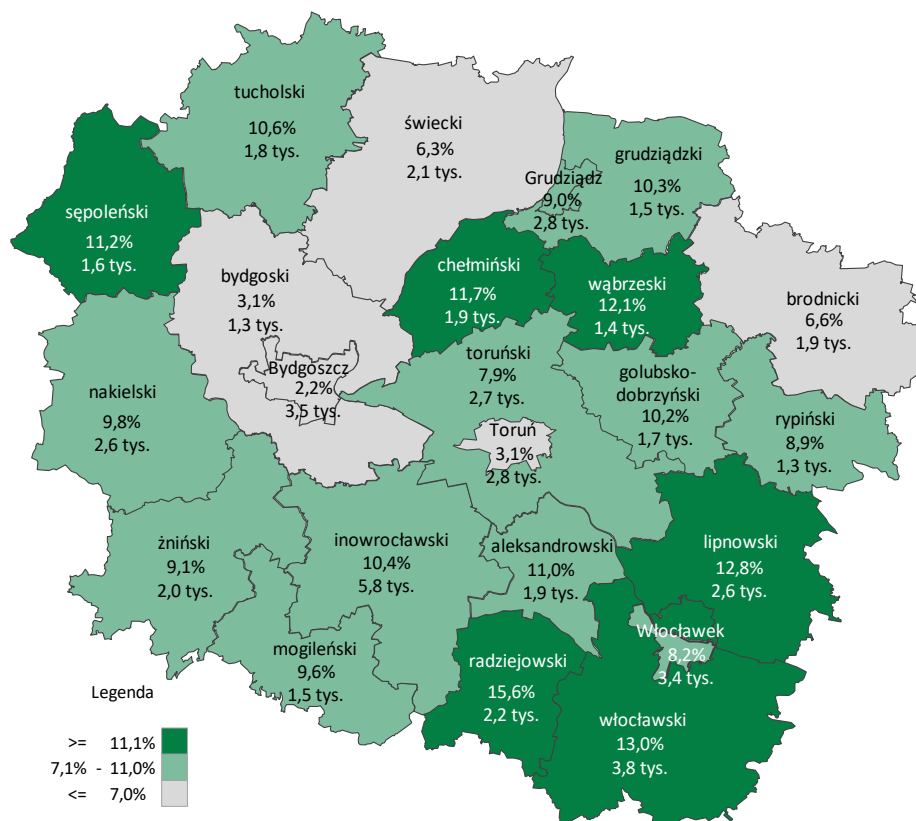 tucholski
10,6%
1,8 tys.
świecki
6,3%
2,1 tys.
grudziądzki
10,3%
1,5 tys.
Grudziądz
9,0%
2,8 tys.
sępoleński
11,2%
1,6 tys.
bydgoski
3,1%
1,3 tys.
chełmiński
11,7%
1,9 tys.
wąbrzeski
12,1%
1,4 tys.
brodnicki
6,6%
1,9 tys.
Bydgoszcz
2,2%
3,5 tys.
toruński
7,9%
2,7 tys.
golubsko-
dobrzyński
10,2%
1,7 tys.
nakielski
9,8%
2,6 tys.
rypiński
8,9%
1,3 tys.
Toruń
3,1%
2,8 tys.
żniński
9,1%
2,0 tys.
inowrocławski
10,4%
5,8 tys.
aleksandrowski
11,0%
1,9 tys.
lipnowski
12,8%
2,6 tys.
Włocławek
8,2%
3,4 tys.
mogileński
9,6%
1,5 tys.
radziejowski
15,6%
2,2 tys.
włocławski
13,0%
3,8 tys.
Legenda
>= 11,1%
7,1% - 11,0%
<= 7,0%